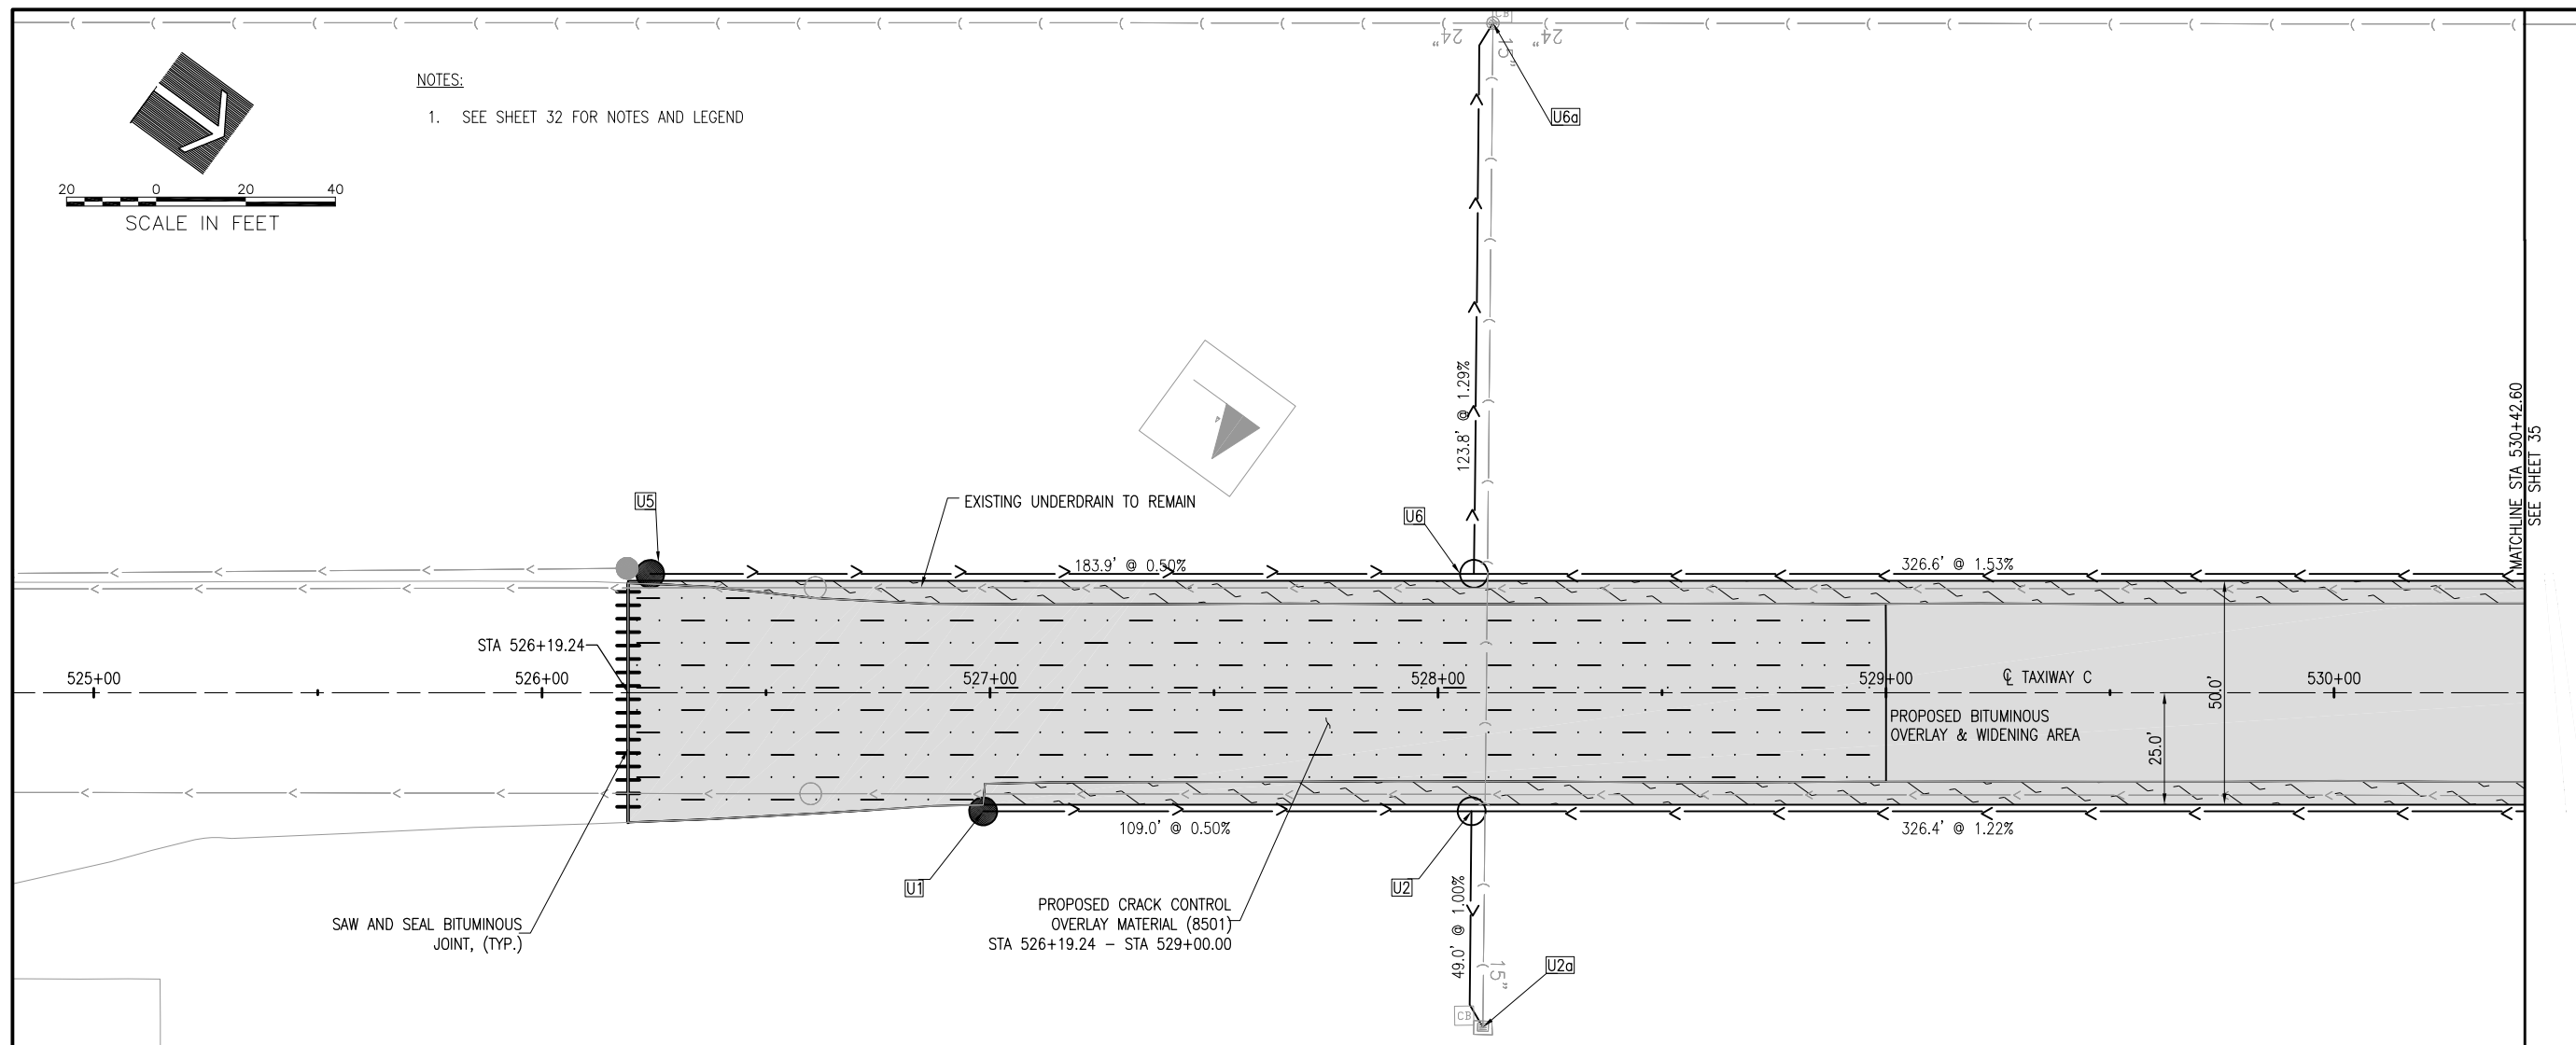 CB
24"
24"
15"
NOTES:
1. SEE SHEET 32 FOR NOTES AND LEGEND
U6a
20 0 20 40
SCALE IN FEET
123.8' @ 1.29%
MATCHLINE STA 530+42.60
SEE SHEET 35
U5
EXISTING UNDERDRAIN TO REMAIN
U6
183.9' @ 0.50%
326.6' @ 1.53%
STA 526+19.24
525+00
526+00
527+00
528+00
529+00
℄ TAXIWAY C
530+00
50.0'
25.0'
PROPOSED BITUMINOUS
OVERLAY & WIDENING AREA
109.0' @ 0.50%
326.4' @ 1.22%
U1
U2
49.0' @ 1.00%
PROPOSED CRACK CONTROL
OVERLAY MATERIAL (8501)
STA 526+19.24 – STA 529+00.00
SAW AND SEAL BITUMINOUS
JOINT, (TYP.)
15"
U2a
CB